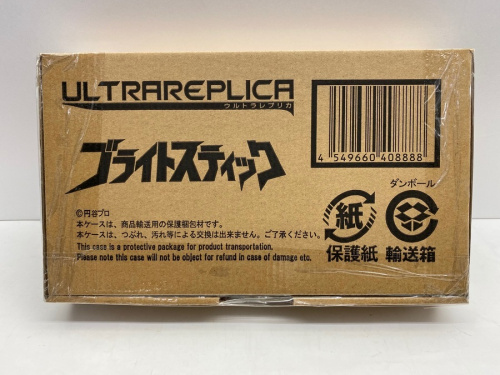 ULTRAREPLICA
ウルトラレプリカ
ブライトスティック
4 549660 408888
©円谷プロ
本ケースは、商品輸送用の保護梱包材です。
本ケースは、つぶれ、汚れ等による交換は出来ません。ご了承ください。
This case is a protective package for product transportation.
Please note this case will not be object for refund in case of damage etc.
紙
保護紙
ダンボール
輸送箱